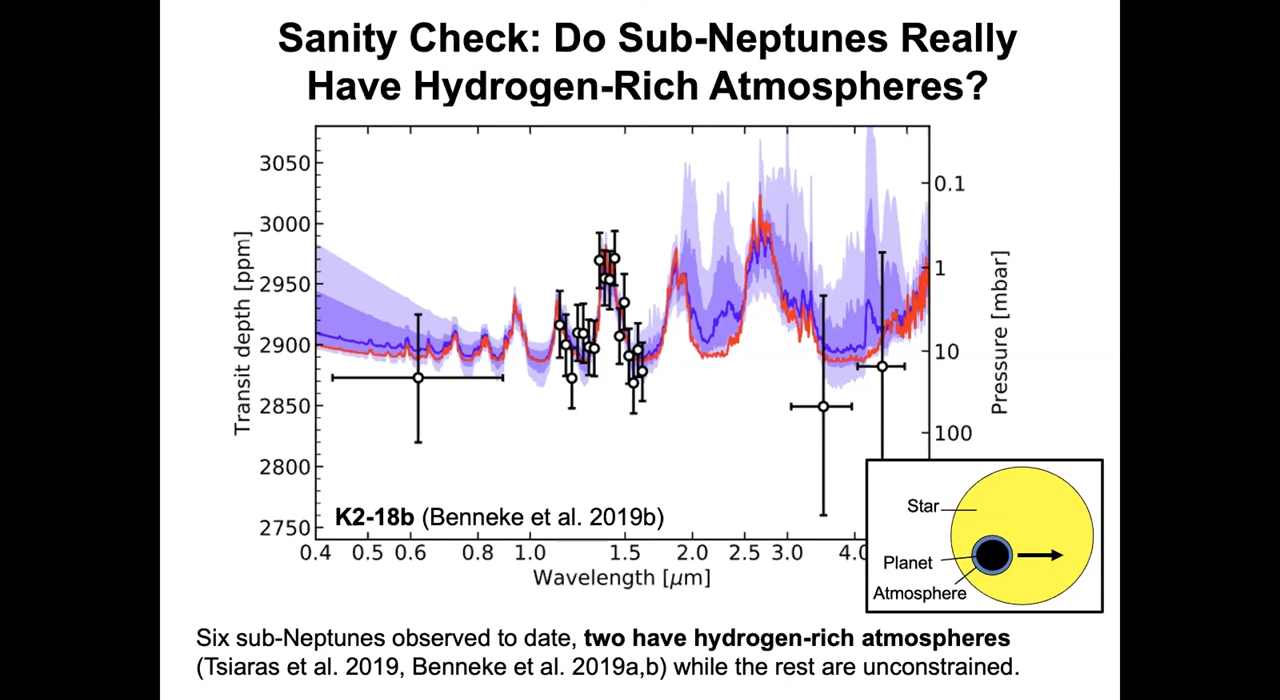 Sanity Check: Do Sub-Neptunes Really
Have Hydrogen-Rich Atmospheres?
3050
3000
2950
2900
2850
2800
2750
Transit depth [ppm]
0.1
1
10
100
Pressure [mbar]
K2-18b (Benneke et al. 2019b)
0.4 0.5 0.6 0.8 1.0 1.5 2.0 2.5 3.0 4.0
Wavelength [μm]
Star
Planet
Atmosphere
Six sub-Neptunes observed to date, two have hydrogen-rich atmospheres
(Tsiaras et al. 2019, Benneke et al. 2019a,b) while the rest are unconstrained.